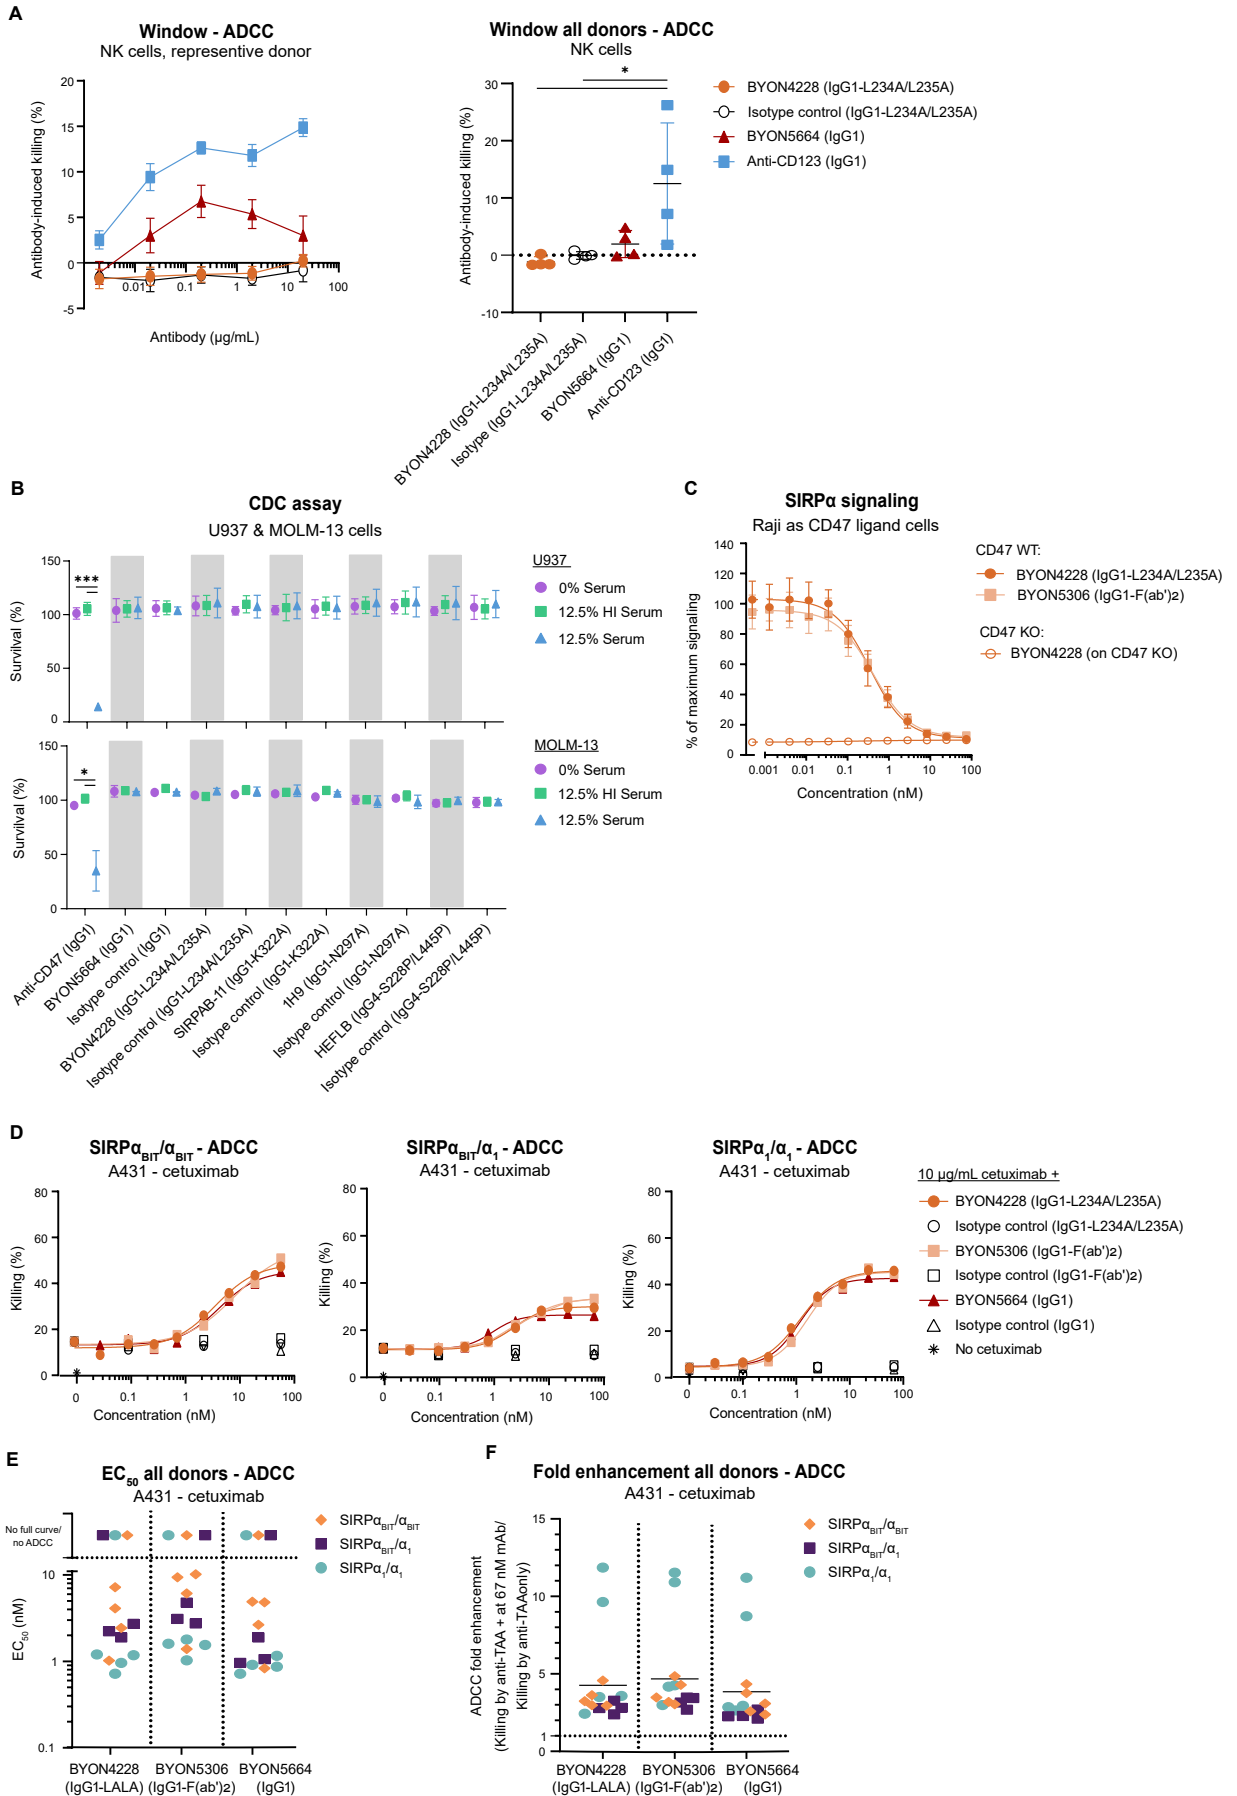 A
Window - ADCC
NK cells, representive donor
Antibody-induced killing (%)
20
15
10
5
0
-5
0.01
0.1
1
10
100
Antibody (µg/mL)
Window all donors - ADCC
NK cells
Antibody-induced killing (%)
30
20
10
0
-10
*
BYON4228 (IgG1-L234A/L235A)
Isotype (IgG1-L234A/L235A)
BYON5664 (IgG1)
Anti-CD123 (IgG1)
BYON4228 (IgG1-L234A/L235A)
Isotype control (IgG1-L234A/L235A)
BYON5664 (IgG1)
Anti-CD123 (IgG1)
B
CDC assay
U937 & MOLM-13 cells
Survilval (%)
150
100
50
0
***
U937
0% Serum
12.5% HI Serum
12.5% Serum
Survilval (%)
150
100
50
0
*
MOLM-13
0% Serum
12.5% HI Serum
12.5% Serum
Anti-CD47 (IgG1)
BYON5664 (IgG1)
Isotype control (IgG1)
BYON4228 (IgG1-L234A/L235A)
Isotype control (IgG1-L234A/L235A)
SIRPAB-11 (IgG1-K322A)
Isotype control (IgG1-K322A)
1H9 (IgG1-N297A)
Isotype control (IgG1-N297A)
HEFLB (IgG4-S228P/L445P)
Isotype control (IgG4-S228P/L445P)
C
SIRPα signaling
Raji as CD47 ligand cells
% of maximum signaling
140
120
100
80
60
40
20
0
0.001
0.01
0.1
1
10
100
Concentration (nM)
CD47 WT:
BYON4228 (IgG1-L234A/L235A)
BYON5306 (IgG1-F(ab')2)
CD47 KO:
BYON4228 (on CD47 KO)
D
SIRPαBIT/αBIT - ADCC
A431 - cetuximab
Killing (%)
80
60
40
20
0
0
0.1
1
10
100
Concentration (nM)
SIRPαBIT/α1 - ADCC
A431 - cetuximab
Killing (%)
80
60
40
20
0
0
0.1
1
10
100
Concentration (nM)
SIRPα1/α1 - ADCC
A431 - cetuximab
Killing (%)
80
60
40
20
0
0
0.1
1
10
100
Concentration (nM)
10 µg/mL cetuximab +
BYON4228 (IgG1-L234A/L235A)
Isotype control (IgG1-L234A/L235A)
BYON5306 (IgG1-F(ab')2)
Isotype control (IgG1-F(ab')2)
BYON5664 (IgG1)
Isotype control (IgG1)
No cetuximab
E
EC50 all donors - ADCC
A431 - cetuximab
No full curve/
no ADCC
EC50 (nM)
10
1
0.1
BYON4228
(IgG1-LALA)
BYON5306
(IgG1-F(ab')2)
BYON5664
(IgG1)
SIRPαBIT/αBIT
SIRPαBIT/α1
SIRPα1/α1
F
Fold enhancement all donors - ADCC
A431 - cetuximab
ADCC fold enhancement
(Killing by anti-TAA + at 67 nM mAb/
Killing by anti-TAAonly)
15
10
5
1
0
BYON4228
(IgG1-LALA)
BYON5306
(IgG1-F(ab')2)
BYON5664
(IgG1)
SIRPαBIT/αBIT
SIRPαBIT/α1
SIRPα1/α1